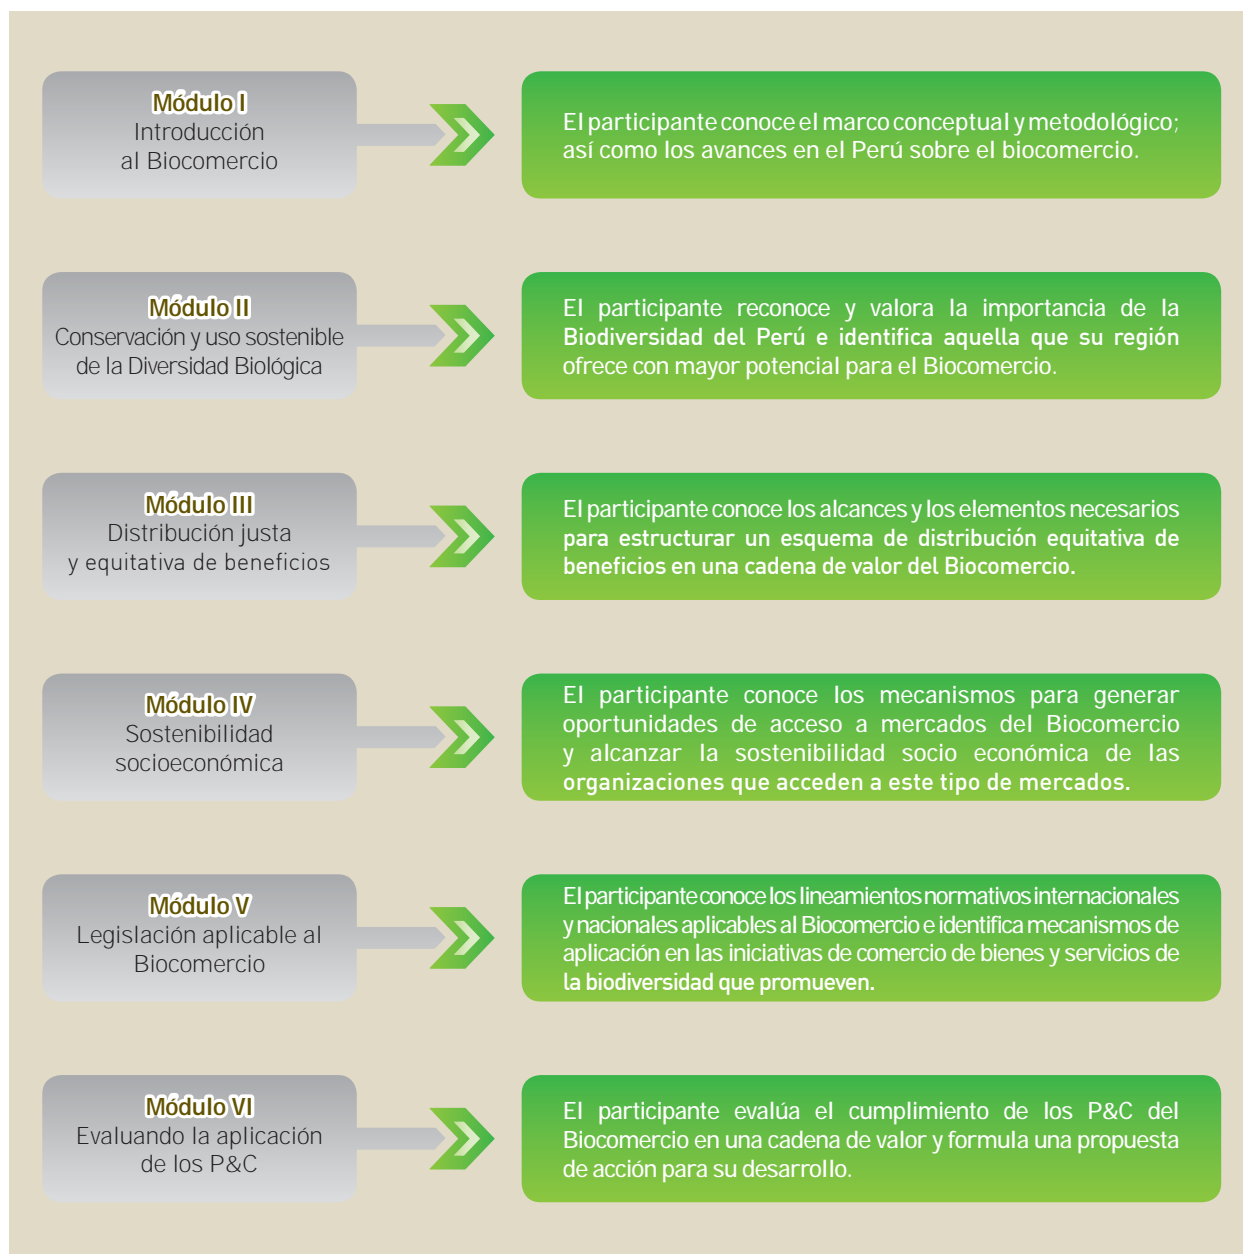 Módulo I
Introducción
al Biocomercio
El participante conoce el marco conceptual y metodológico;
así como los avances en el Perú sobre el biocomercio.
Módulo II
Conservación y uso sostenible
de la Diversidad Biológica
El participante reconoce y valora la importancia de la
Biodiversidad del Perú e identifica aquella que su región
ofrece con mayor potencial para el Biocomercio.
Módulo III
Distribución justa
y equitativa de beneficios
El participante conoce los alcances y los elementos necesarios
para estructurar un esquema de distribución equitativa de
beneficios en una cadena de valor del Biocomercio.
Módulo IV
Sostenibilidad
socioeconómica
El participante conoce los mecanismos para generar
oportunidades de acceso a mercados del Biocomercio
y alcanzar la sostenibilidad socio económica de las
organizaciones que acceden a este tipo de mercados.
Módulo V
Legislación aplicable al
Biocomercio
El participante conoce los lineamientos normativos internacionales
y nacionales aplicables al Biocomercio e identifica mecanismos de
aplicación en las iniciativas de comercio de bienes y servicios de
la biodiversidad que promueven.
Módulo VI
Evaluando la aplicación
de los P&C
El participante evalúa el cumplimiento de los P&C del
Biocomercio en una cadena de valor y formula una propuesta
de acción para su desarrollo.